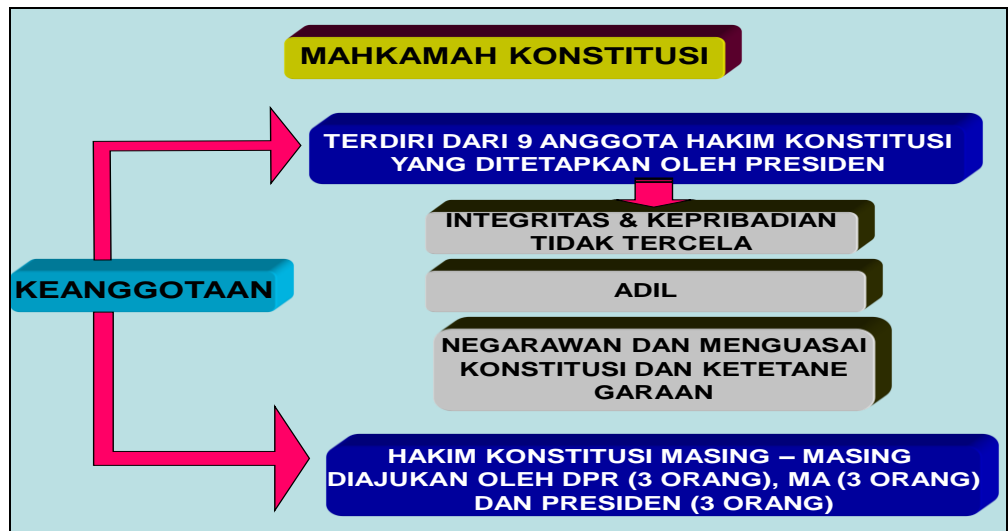 MAHKAMAH KONSTITUSI
TERDIRI DARI 9 ANGGOTA HAKIM KONSTITUSI
YANG DITETAPKAN OLEH PRESIDEN
INTEGRITAS & KEPRIBADIAN
TIDAK TERCELA
KEANGGOTAAN
ADIL
NEGARAWAN DAN MENGUASAI
KONSTITUSI DAN KETETANE
GARAAN
HAKIM KONSTITUSI MASING – MASING
DIAJUKAN OLEH DPR (3 ORANG), MA (3 ORANG)
DAN PRESIDEN (3 ORANG)